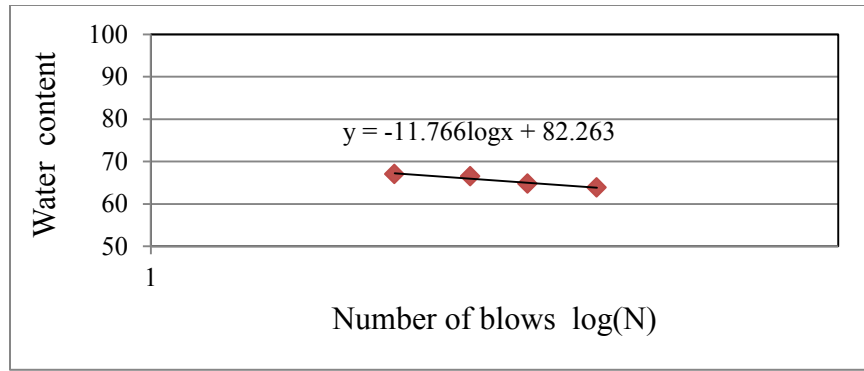 100
90
80
70
60
50
1
Water content
y = -11.766logx + 82.263
Number of blows log(N)